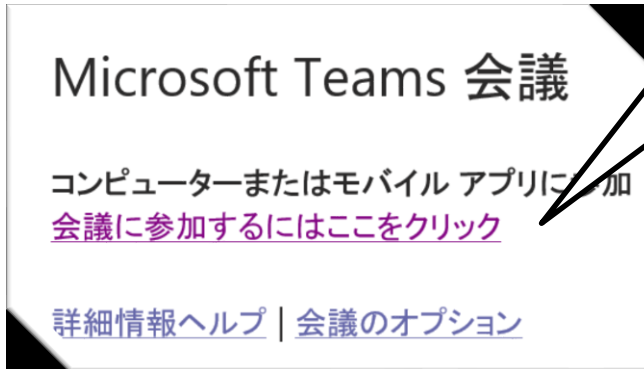 Microsoft Teams 会議
コンピューターまたはモバイル アプリに参加
会議に参加するにはここをクリック
詳細情報ヘルプ | 会議のオプション